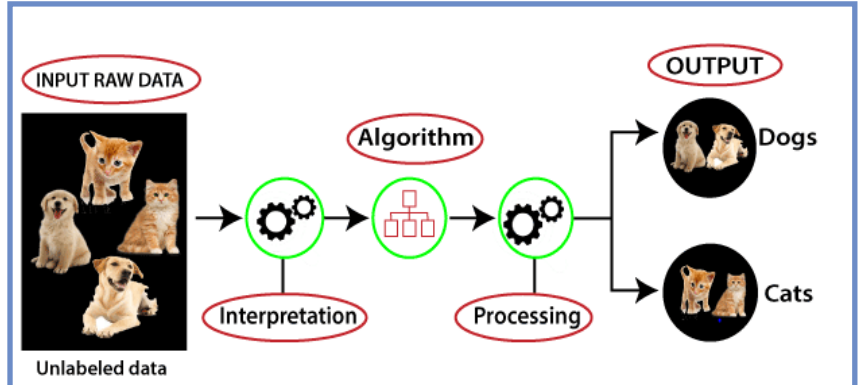 INPUT RAW DATA
Unlabeled data
Interpretation
Algorithm
Processing
OUTPUT
Dogs
Cats